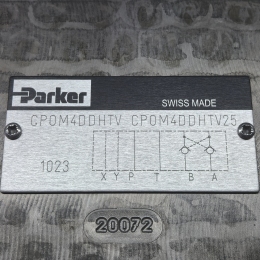 Parker
SWISS MADE
CPOM4DDHTV CPOM4DDHTV25
1023
X Y P T B A
20072